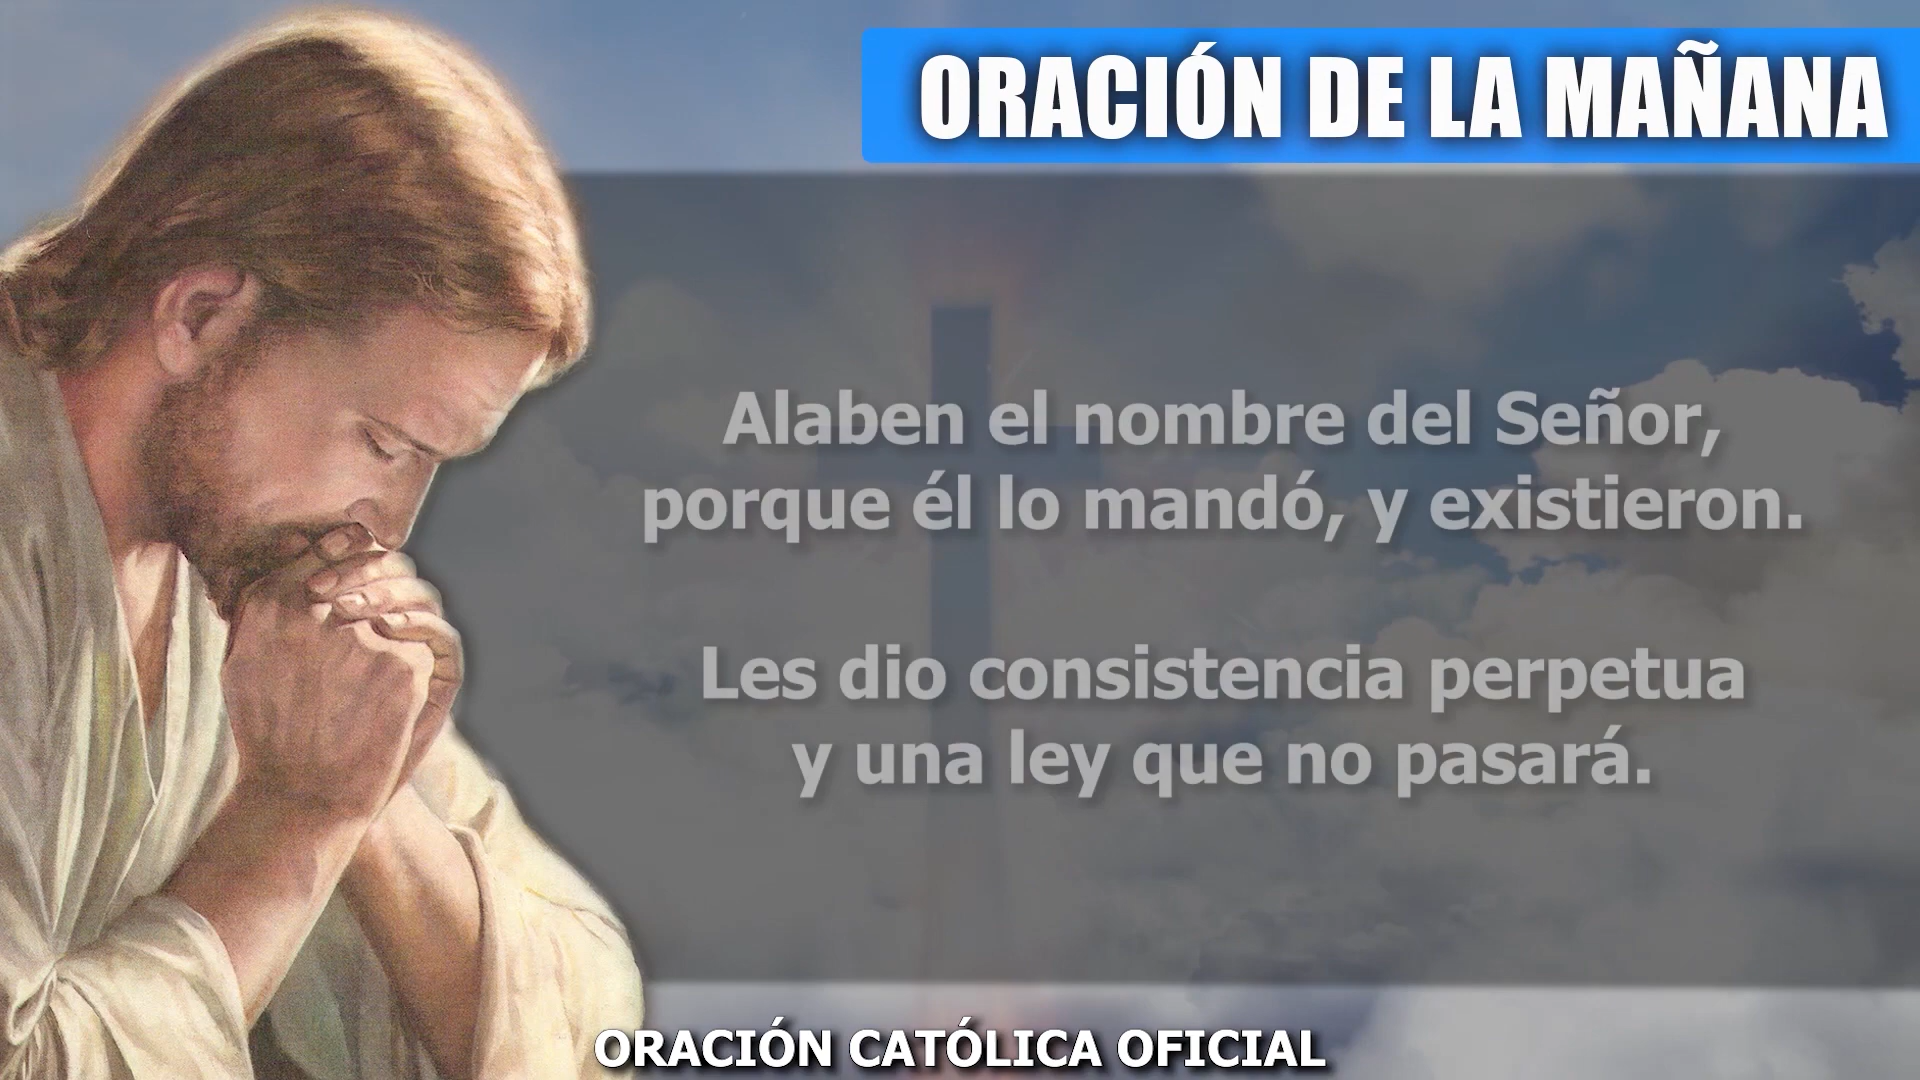 ORACIÓN DE LA MAÑANA
Alaben el nombre del Señor,
porque él lo mandó, y existieron.
Les dio consistencia perpetua
y una ley que no pasará.
ORACIÓN CATÓLICA OFICIAL